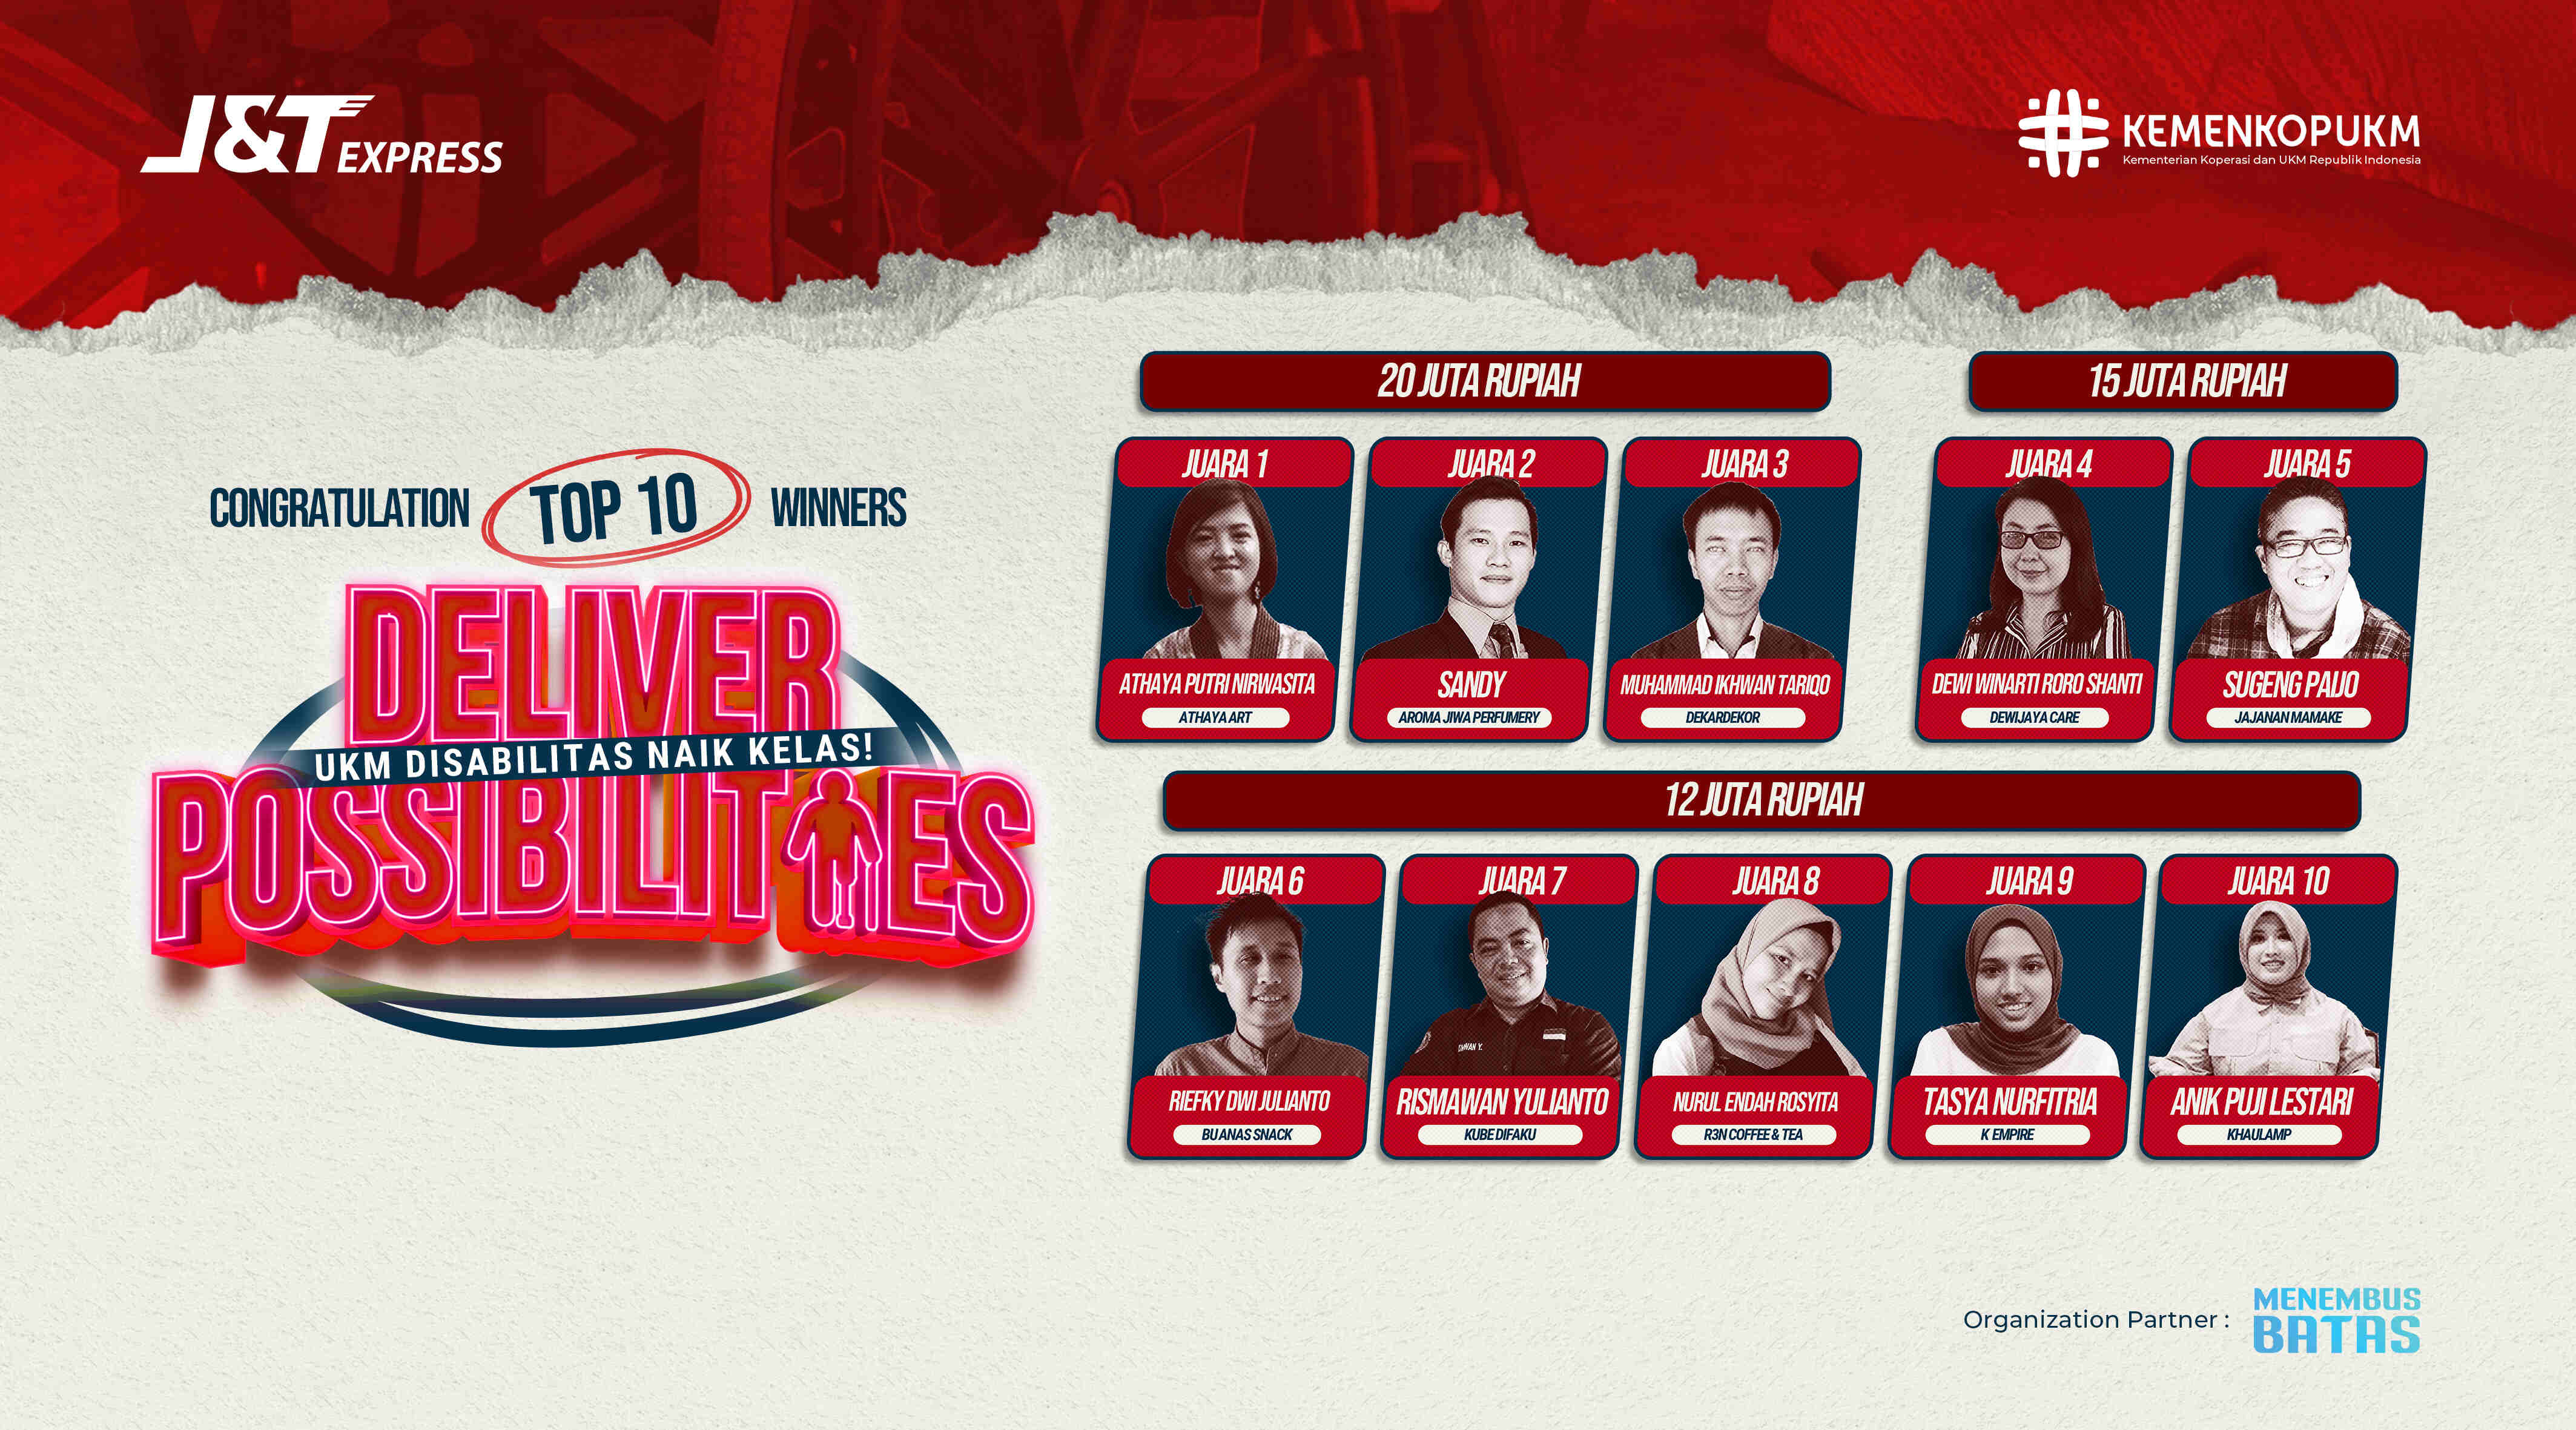 J&T EXPRESS
KEMENKOPUKM
Kementerian Koperasi dan UKM Republik Indonesia
CONGRATULATION TOP 10 WINNERS
DELIVER
UKM DISABILITAS NAIK KELAS!
POSSIBILITIES
20 JUTA RUPIAH
JUARA 1
ATHAYA PUTRI NIRWASITA
ATHAYA ART
JUARA 2
SANDY
AROMA JIWA PERFUMERY
JUARA 3
MUHAMMAD IKHWAN TARIQO
DEKARDEKOR
15 JUTA RUPIAH
JUARA 4
DEWI WINARTI RORO SHANTI
DEWIJAYA CARE
JUARA 5
SUGENG PAIJO
JAJANAN MAMAKE
12 JUTA RUPIAH
JUARA 6
RIEFKY DWI JULIANTO
BUANAS SNACK
JUARA 7
RISMAWAN YULIANTO
KUBE DIFAKU
JUARA 8
NURUL ENDAH ROSYITA
R3N COFFEE & TEA
JUARA 9
TASYA NURFITRIA
K EMPIRE
JUARA 10
ANIK PUJI LESTARI
KHAULAMP
Organization Partner :
MENEMBUS
BATAS